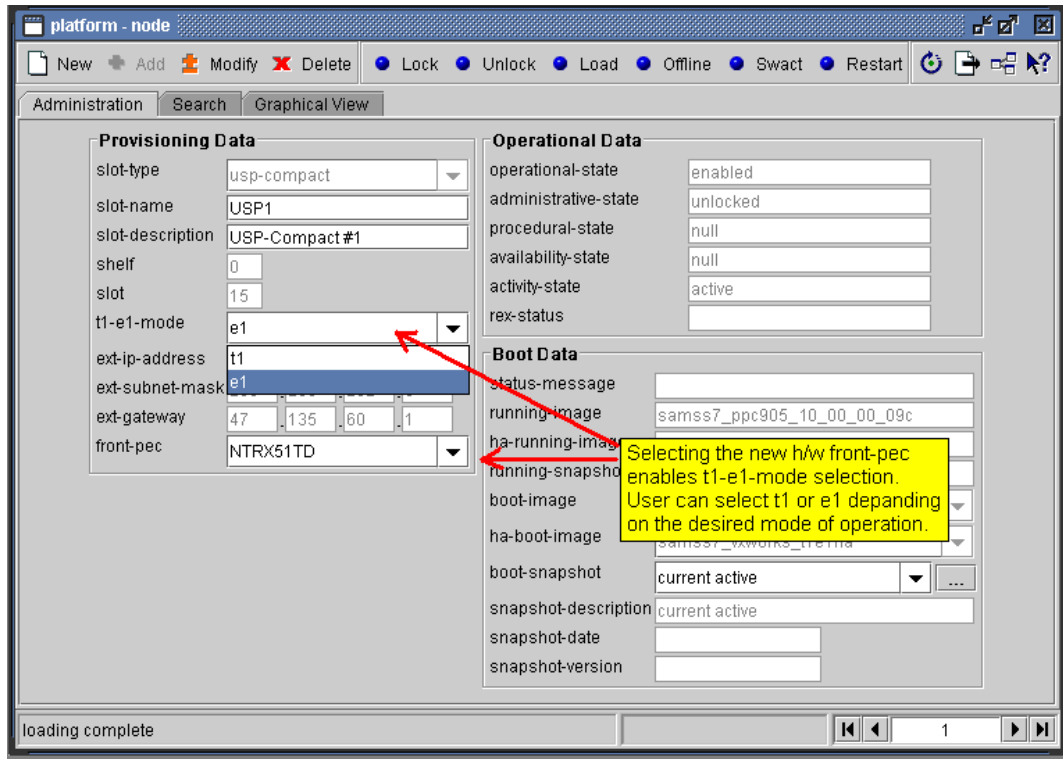 platform - node
New Add Modify Delete Lock Unlock Load Offline Swact Restart
Administration Search Graphical View
Provisioning Data
slot-type usp-compact
slot-name USP1
slot-description USP-Compact #1
shelf 0
slot 15
t1-e1-mode e1
t1
e1
ext-ip-address
ext-subnet-mask
ext-gateway 47 .135 .60 .1
front-pec NTRX51TD
Operational Data
operational-state enabled
administrative-state unlocked
procedural-state null
availability-state null
activity-state active
rex-status
Boot Data
status-message
running-image samss7_ppc905_10_00_00_09c
ha-running-image
running-snapsho
boot-image
ha-boot-image
boot-snapshot current active ...
snapshot-description current active
snapshot-date
snapshot-version
Selecting the new h/w front-pec
enables t1-e1-mode selection.
User can select t1 or e1 depanding
on the desired mode of operation.
loading complete 1